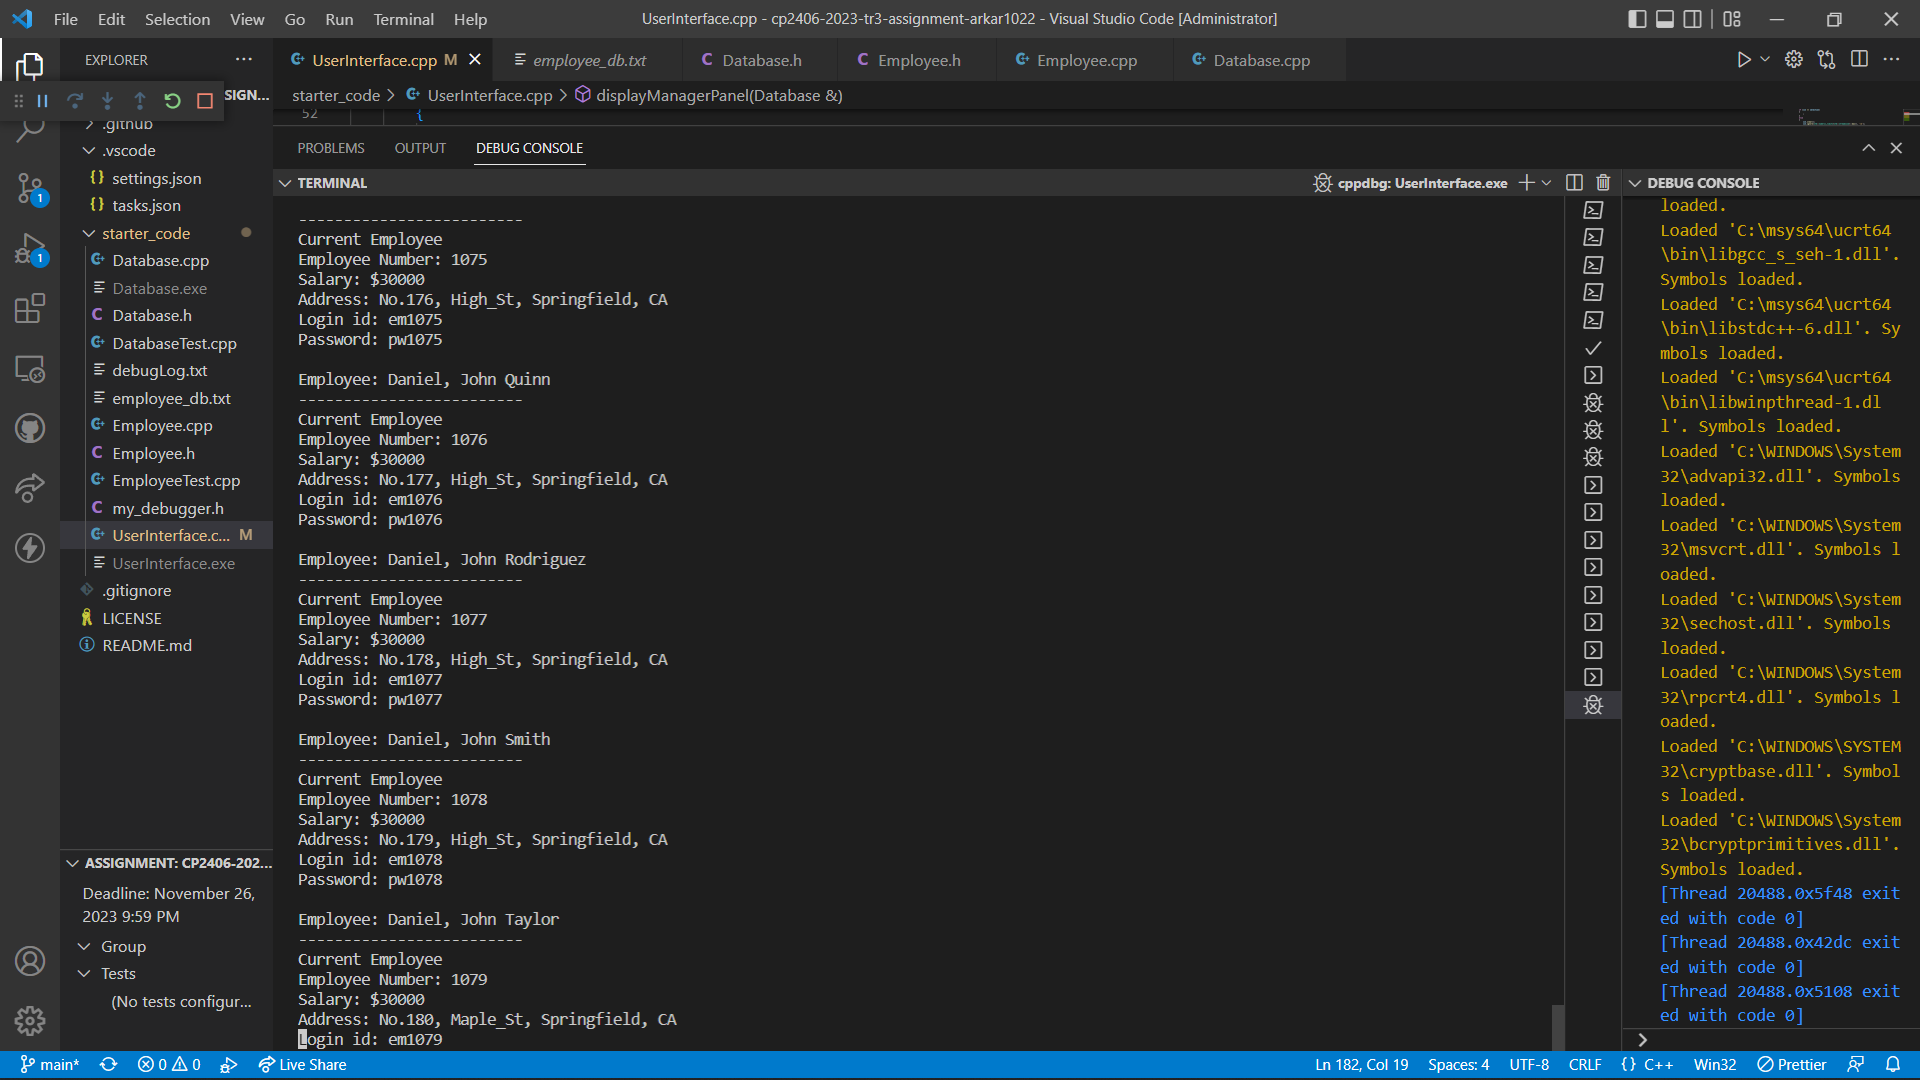 File Edit Selection View Go Run Terminal Help
UserInterface.cpp - cp2406-2023-tr3-assignment-arkar1022 - Visual Studio Code [Administrator]
EXPLORER
UserInterface.cpp M
employee_db.txt
Database.h
Employee.h
Employee.cpp
Database.cpp
SIGN...
starter_code > UserInterface.cpp > displayManagerPanel(Database &)
52 {
.github
.vscode
settings.json
tasks.json
starter_code
Database.cpp
Database.exe
Database.h
DatabaseTest.cpp
debugLog.txt
employee_db.txt
Employee.cpp
Employee.h
EmployeeTest.cpp
my_debugger.h
UserInterface.c... M
UserInterface.exe
.gitignore
LICENSE
README.md
1
1
ASSIGNMENT: CP2406-202...
Deadline: November 26,
2023 9:59 PM
Group
Tests
(No tests configur...
PROBLEMS OUTPUT DEBUG CONSOLE
TERMINAL
cppdbg: UserInterface.exe
-------------------------
Current Employee
Employee Number: 1075
Salary: $30000
Address: No.176, High_St, Springfield, CA
Login id: em1075
Password: pw1075
Employee: Daniel, John Quinn
-------------------------
Current Employee
Employee Number: 1076
Salary: $30000
Address: No.177, High_St, Springfield, CA
Login id: em1076
Password: pw1076
Employee: Daniel, John Rodriguez
-------------------------
Current Employee
Employee Number: 1077
Salary: $30000
Address: No.178, High_St, Springfield, CA
Login id: em1077
Password: pw1077
Employee: Daniel, John Smith
-------------------------
Current Employee
Employee Number: 1078
Salary: $30000
Address: No.179, High_St, Springfield, CA
Login id: em1078
Password: pw1078
Employee: Daniel, John Taylor
-------------------------
Current Employee
Employee Number: 1079
Salary: $30000
Address: No.180, Maple_St, Springfield, CA
Login id: em1079
DEBUG CONSOLE
loaded.
Loaded 'C:\msys64\ucrt64
\bin\libgcc_s_seh-1.dll'.
Symbols loaded.
Loaded 'C:\msys64\ucrt64
\bin\libstdc++-6.dll'. Sy
mbols loaded.
Loaded 'C:\msys64\ucrt64
\bin\libwinpthread-1.dl
l'. Symbols loaded.
Loaded 'C:\WINDOWS\System
32\advapi32.dll'. Symbols
loaded.
Loaded 'C:\WINDOWS\System
32\msvcrt.dll'. Symbols l
oaded.
Loaded 'C:\WINDOWS\System
32\sechost.dll'. Symbols
loaded.
Loaded 'C:\WINDOWS\System
32\rpcrt4.dll'. Symbols l
oaded.
Loaded 'C:\WINDOWS\SYSTEM
32\cryptbase.dll'. Symbol
s loaded.
Loaded 'C:\WINDOWS\System
32\bcryptprimitives.dll'.
Symbols loaded.
[Thread 20488.0x5f48 exit
ed with code 0]
[Thread 20488.0x42dc exit
ed with code 0]
[Thread 20488.0x5108 exit
ed with code 0]
main* 0 0 Live Share
Ln 182, Col 19 Spaces: 4 UTF-8 CRLF {} C++ Win32 Prettier